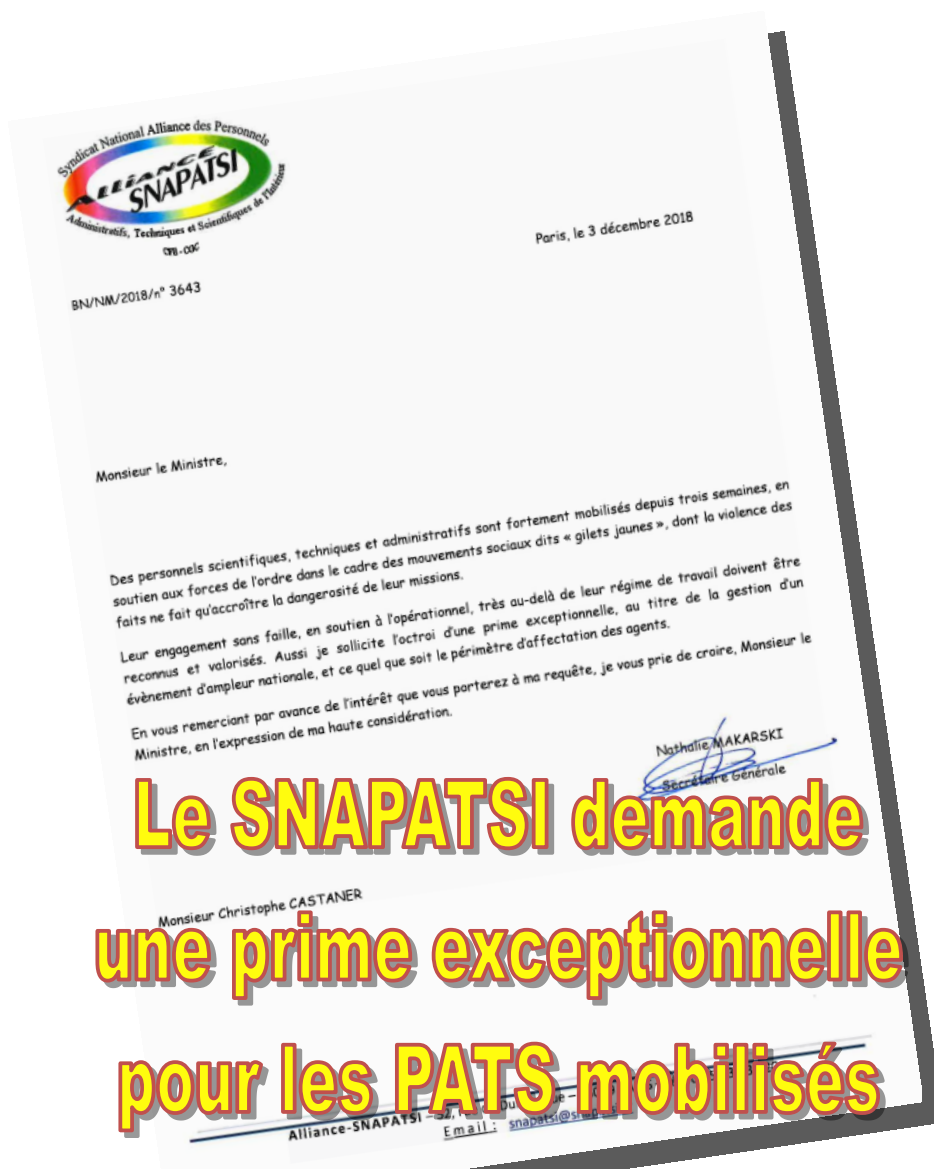 Syndicat National Alliance des Personnels
ALLIANCE
SNAPATSI
Administratifs, Techniques et Scientifiques de l'Intérieur
CFE-CGC
Paris, le 3 décembre 2018
BN/NM/2018/n° 3643
Monsieur le Ministre,
Des personnels scientifiques, techniques et administratifs sont fortement mobilisés depuis trois semaines, en
soutien aux forces de l'ordre dans le cadre des mouvements sociaux dits « gilets jaunes », dont la violence des
faits ne fait qu'accroître la dangerosité de leur missions.
Leur engagement sans faille, en soutien à l'opérationnel, très au-delà de leur régime de travail doivent être
reconnus et valorisés. Aussi je sollicite l'octroi d'une prime exceptionnelle, au titre de la gestion d'un
évènement d'ampleur nationale, et ce quel que soit le périmètre d'affectation des agents.
En vous remerciant par avance de l'intérêt que vous porterez à ma requête, je vous prie de croire, Monsieur le
Ministre, en l'expression de ma haute considération.
Nathalie MAKARSKI
Secrétaire Générale
Le SNAPATSI demande
Monsieur Christophe CASTANER
une prime exceptionnelle
pour les PATS mobilisés
Alliance-SNAPATSI
Email :